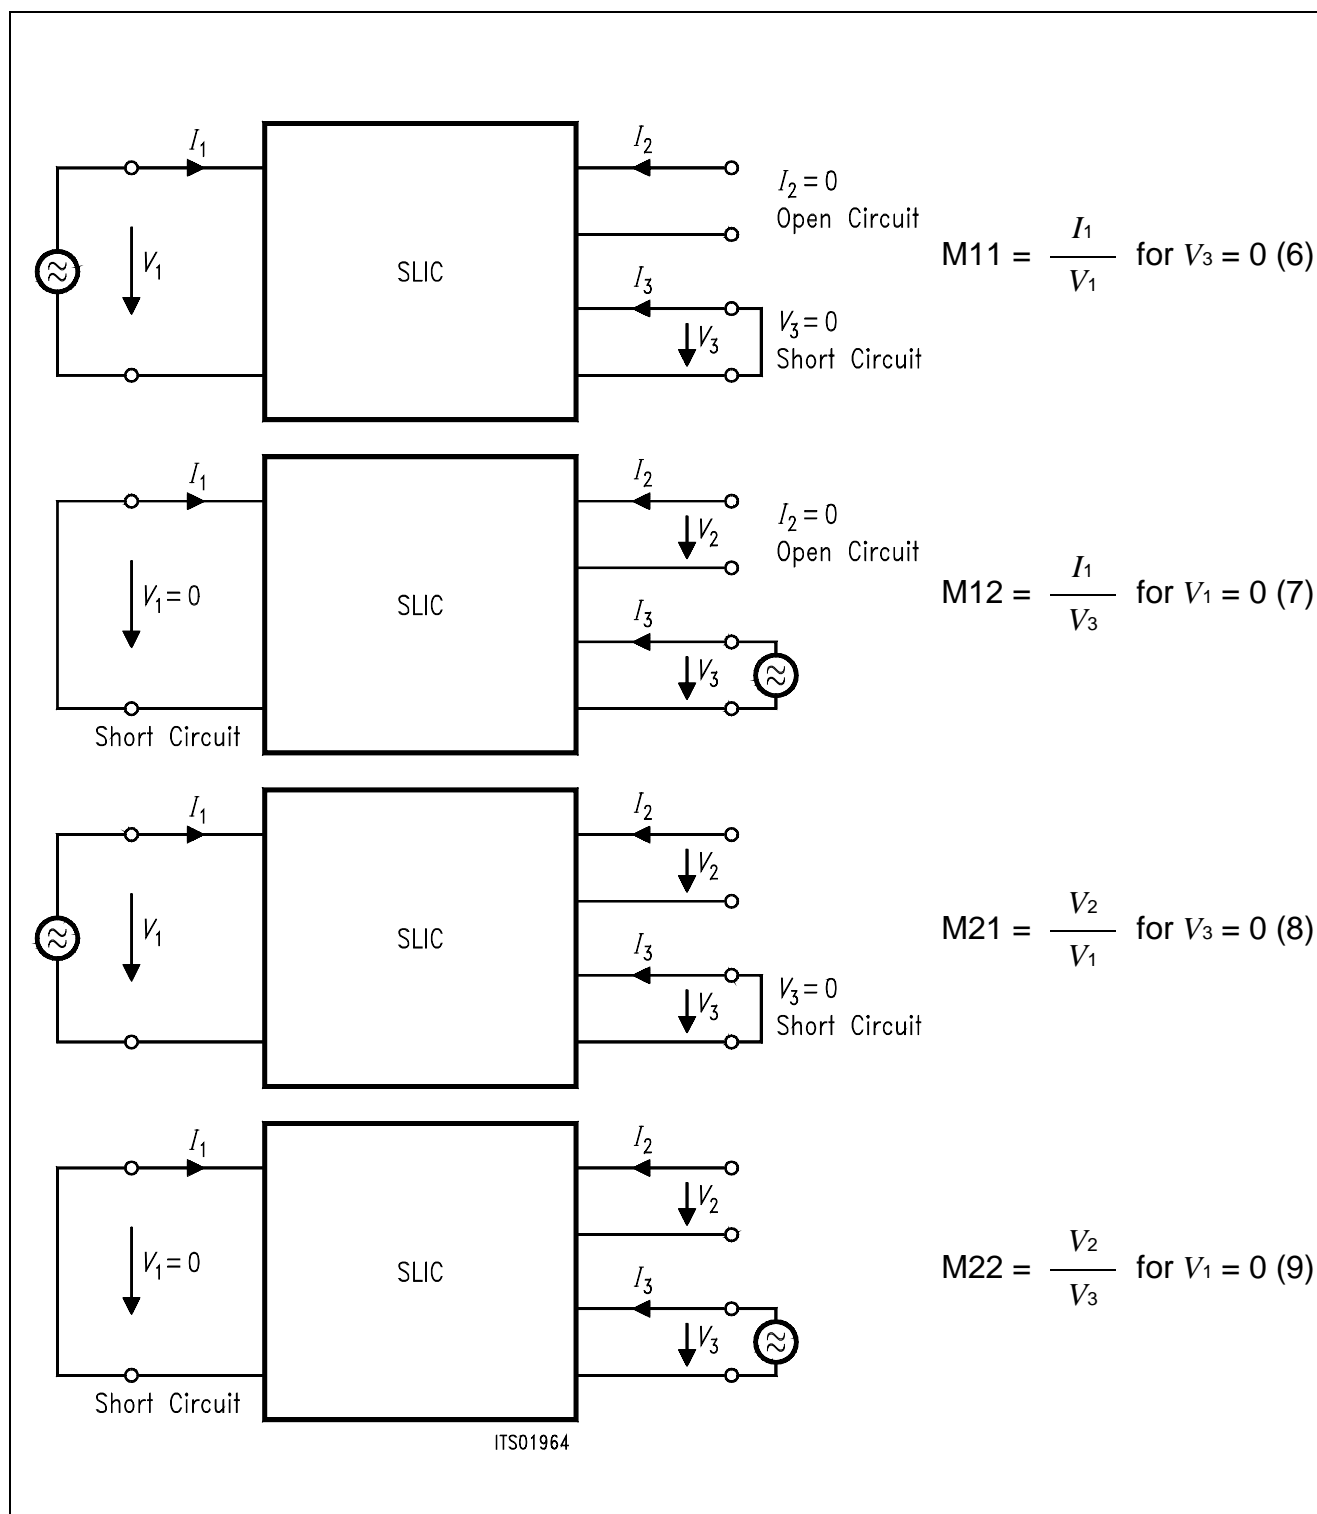 I1
I2
I2 = 0
Open Circuit
V1
SLIC
M11 = I1 / V1 for V3 = 0 (6)
I3
V3
V3 = 0
Short Circuit
I1
I2
V2
I2 = 0
Open Circuit
V1 = 0
SLIC
M12 = I1 / V3 for V1 = 0 (7)
I3
V3
Short Circuit
I1
I2
V2
V1
SLIC
M21 = V2 / V1 for V3 = 0 (8)
I3
V3
V3 = 0
Short Circuit
I1
I2
V2
V1 = 0
SLIC
M22 = V2 / V3 for V1 = 0 (9)
I3
V3
Short Circuit
ITS01964